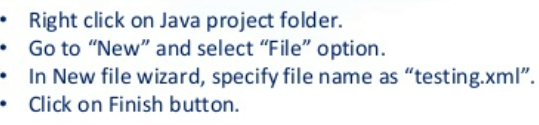 • Right click on Java project folder.
• Go to “New” and select “File” option.
• In New file wizard, specify file name as “testing.xml”.
• Click on Finish button.